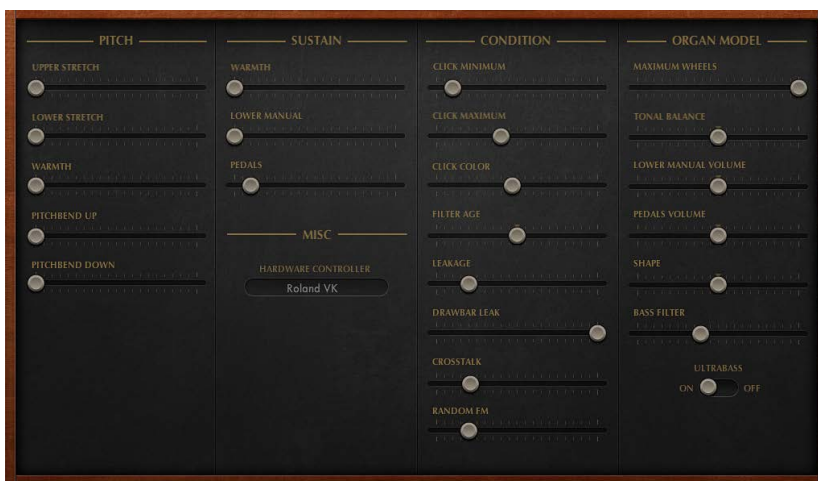 PITCH
UPPER STRETCH
LOWER STRETCH
WARMTH
PITCHBEND UP
PITCHBEND DOWN
SUSTAIN
WARMTH
LOWER MANUAL
PEDALS
MISC
HARDWARE CONTROLLER
Roland VK
CONDITION
CLICK MINIMUM
CLICK MAXIMUM
CLICK COLOR
FILTER AGE
LEAKAGE
DRAWBAR LEAK
CROSSTALK
RANDOM FM
ORGAN MODEL
MAXIMUM WHEELS
TONAL BALANCE
LOWER MANUAL VOLUME
PEDALS VOLUME
SHAPE
BASS FILTER
ULTRABASS
ON OFF